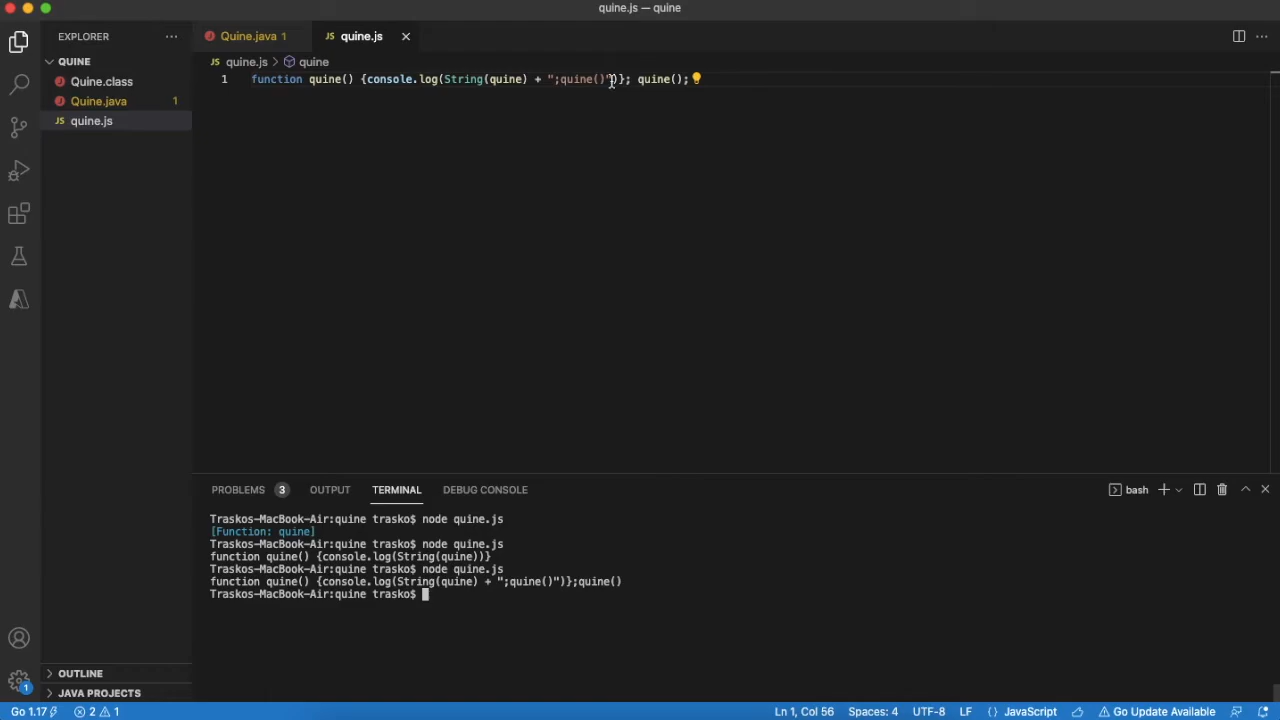 quine.js — quine
EXPLORER
QUINE
Quine.class
Quine.java 1
JS quine.js
OUTLINE
JAVA PROJECTS
Quine.java 1
JS quine.js
JS quine.js > quine
1 function quine() {console.log(String(quine) + ";quine()")}; quine();
PROBLEMS 3 OUTPUT TERMINAL DEBUG CONSOLE
bash
Traskos-MacBook-Air:quine trasko$ node quine.js
[Function: quine]
Traskos-MacBook-Air:quine trasko$ node quine.js
function quine() {console.log(String(quine))}
Traskos-MacBook-Air:quine trasko$ node quine.js
function quine() {console.log(String(quine) + ";quine()")};quine()
Traskos-MacBook-Air:quine trasko$
1
Go 1.17 2 1 Ln 1, Col 56 Spaces: 4 UTF-8 LF JavaScript Go Update Available